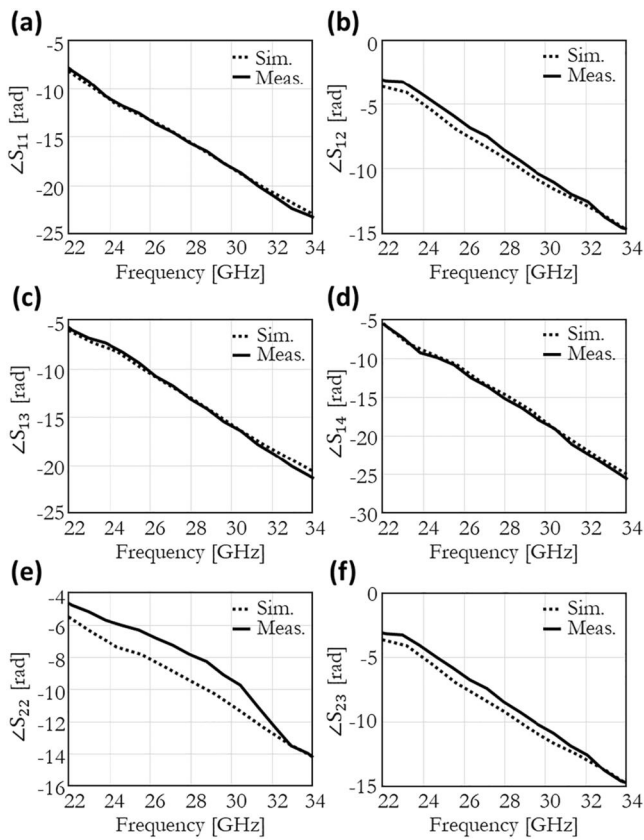 (a)
-5
-10
-15
-20
-25
∠S11 [rad]
Sim.
Meas.
22 24 26 28 30 32 34
Frequency [GHz]
(b)
0
-5
-10
-15
∠S12 [rad]
Sim.
Meas.
22 24 26 28 30 32 34
Frequency [GHz]
(c)
-5
-10
-15
-20
-25
∠S13 [rad]
Sim.
Meas.
22 24 26 28 30 32 34
Frequency [GHz]
(d)
-5
-10
-15
-20
-25
-30
∠S14 [rad]
Sim.
Meas.
22 24 26 28 30 32 34
Frequency [GHz]
(e)
-4
-6
-8
-10
-12
-14
-16
∠S22 [rad]
Sim.
Meas.
22 24 26 28 30 32 34
Frequency [GHz]
(f)
0
-5
-10
-15
∠S23 [rad]
Sim.
Meas.
22 24 26 28 30 32 34
Frequency [GHz]